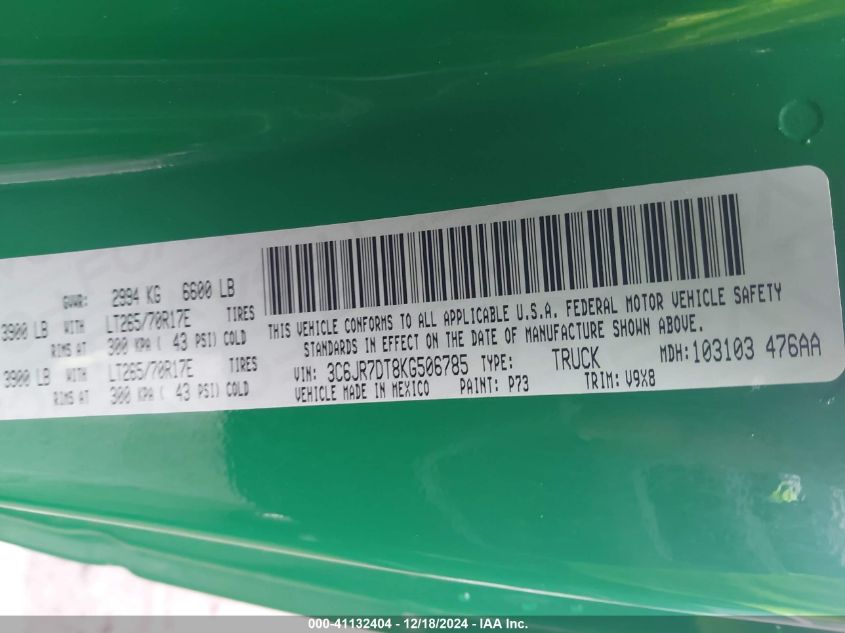 GVWR: 2994 KG 6600 LB
3900 LB WITH LT265/70R17E TIRES
RIMS AT 300 KPA ( 43 PSI) COLD
3900 LB WITH LT265/70R17E TIRES
RIMS AT 300 KPA ( 43 PSI) COLD
THIS VEHICLE CONFORMS TO ALL APPLICABLE U.S.A. FEDERAL MOTOR VEHICLE SAFETY
STANDARDS IN EFFECT ON THE DATE OF MANUFACTURE SHOWN ABOVE.
VIN: 3C6JR7DT8KG506785 TYPE: TRUCK MDH: 103103 476AA
VEHICLE MADE IN MEXICO PAINT: P73 TRIM: V9X8
000-41132404 - 12/18/2024 - IAA, Inc.